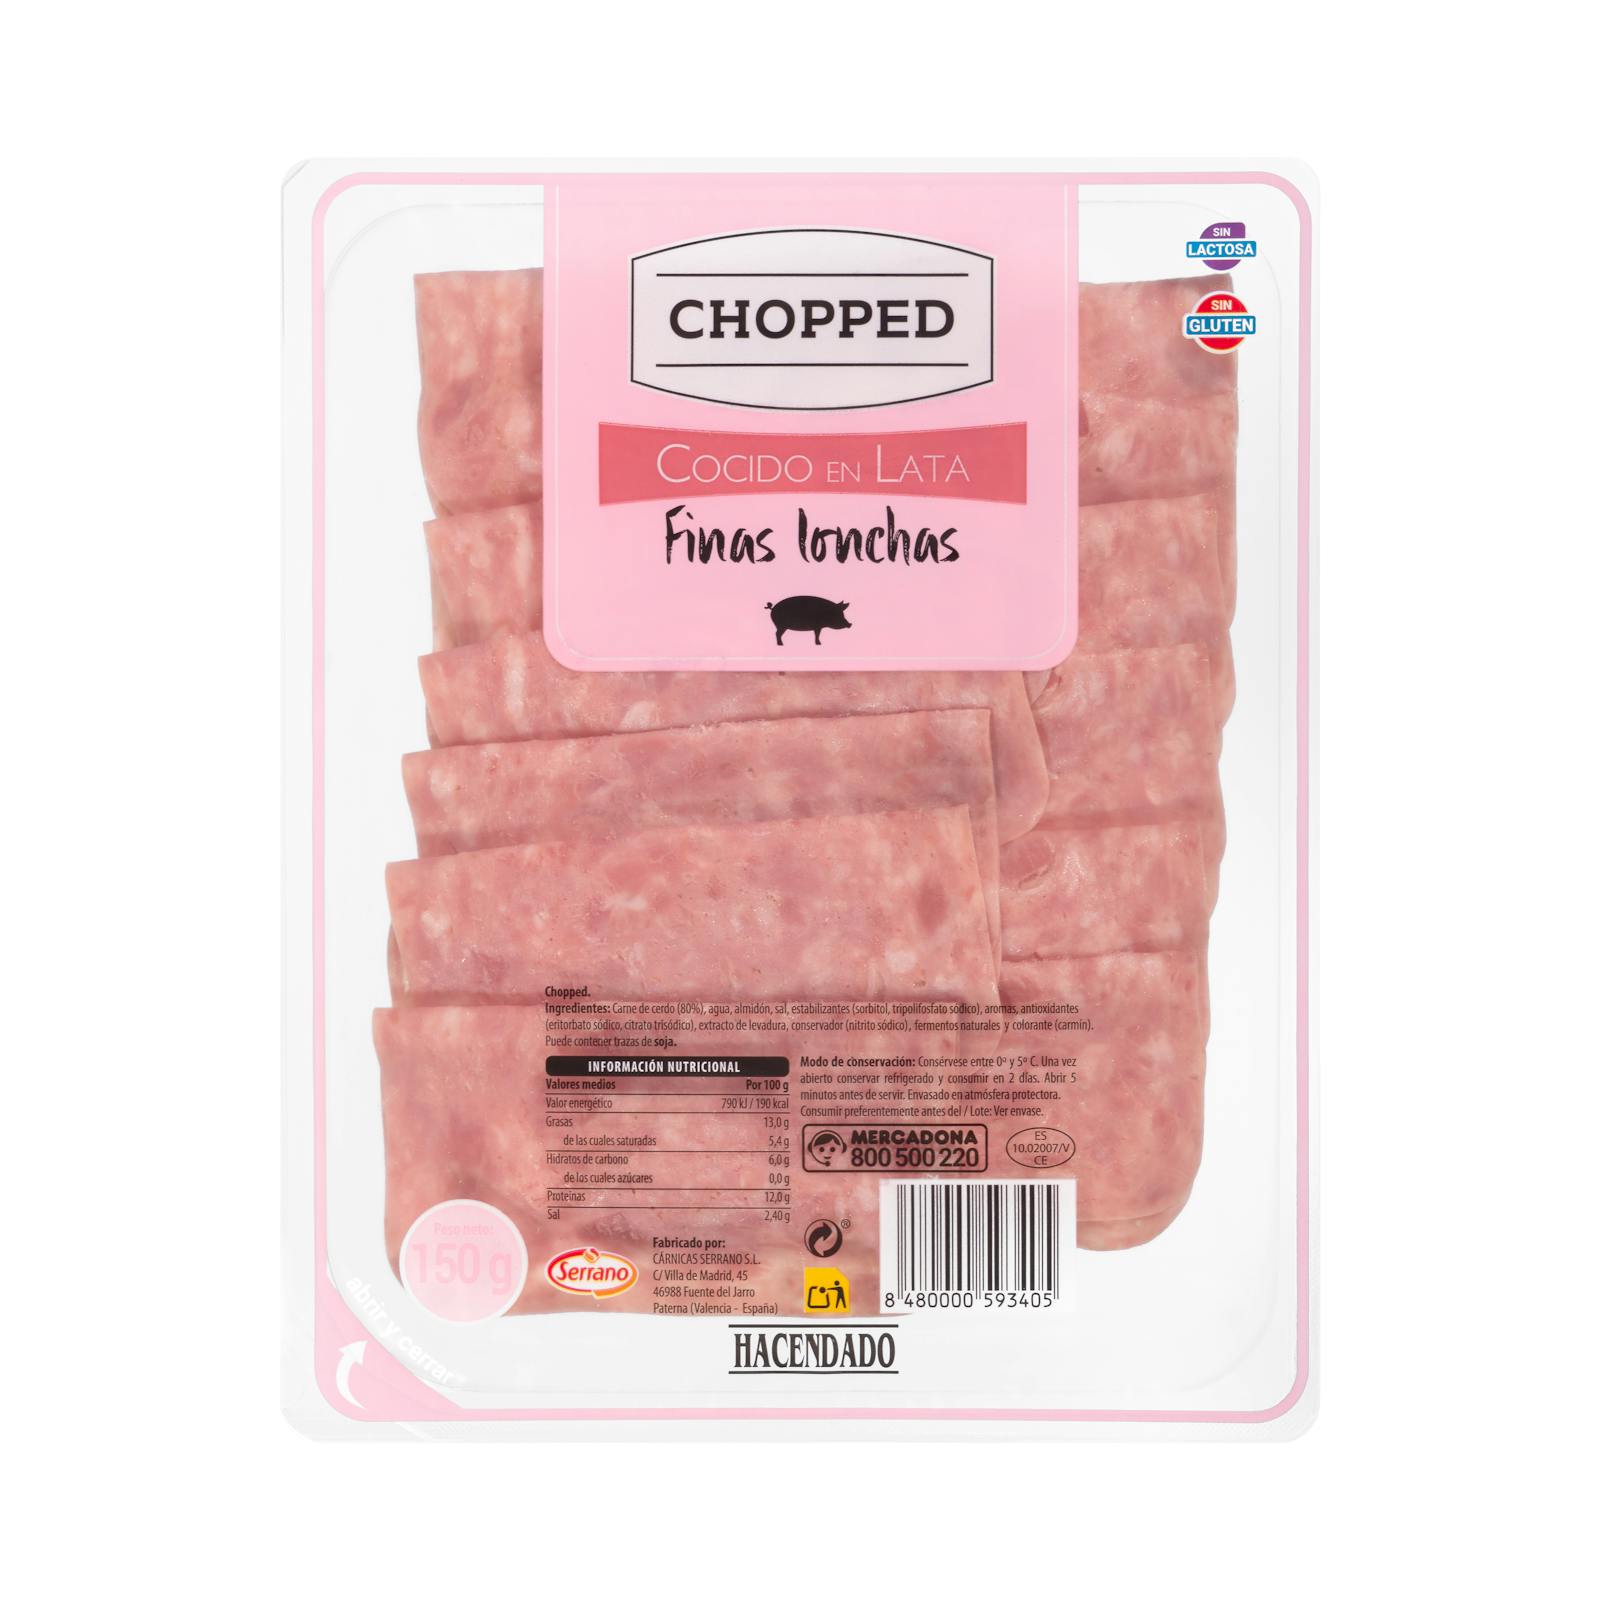 SIN
LACTOSA
SIN
GLUTEN
CHOPPED
COCIDO EN LATA
Finas lonchas
Chopped.
Ingredientes: Carne de cerdo (80%), agua, almidón, sal, estabilizantes (sorbitol, tripolifosfato sódico), aromas, antioxidantes
(eritorbato sódico, citrato trisódico), extracto de levadura, conservador (nitrito sódico), fermentos naturales y colorante (carmín).
Puede contener trazas de soja.
INFORMACIÓN NUTRICIONAL
Valores medios Por 100 g
Valor energético 790 kJ / 190 kcal
Grasas 13,0 g
de las cuales saturadas 5,4 g
Hidratos de carbono 6,0 g
de los cuales azúcares 0,0 g
Proteínas 12,0 g
Sal 2,40 g
Modo de conservación: Consérvese entre 0º y 5º C. Una vez
abierto conservar refrigerado y consumir en 2 días. Abrir 5
minutos antes de servir. Envasado en atmósfera protectora.
Consumir preferentemente antes del / Lote: Ver envase.
MERCADONA
800 500 220
ES
10.02007/V
CE
Peso neto:
150 g
abrir y cerrar
Serrano
Fabricado por:
CÁRNICAS SERRANO S.L.
C/ Villa de Madrid, 45
46988 Fuente del Jarro
Paterna (Valencia - España)
®
8 480000 593405
HACENDADO